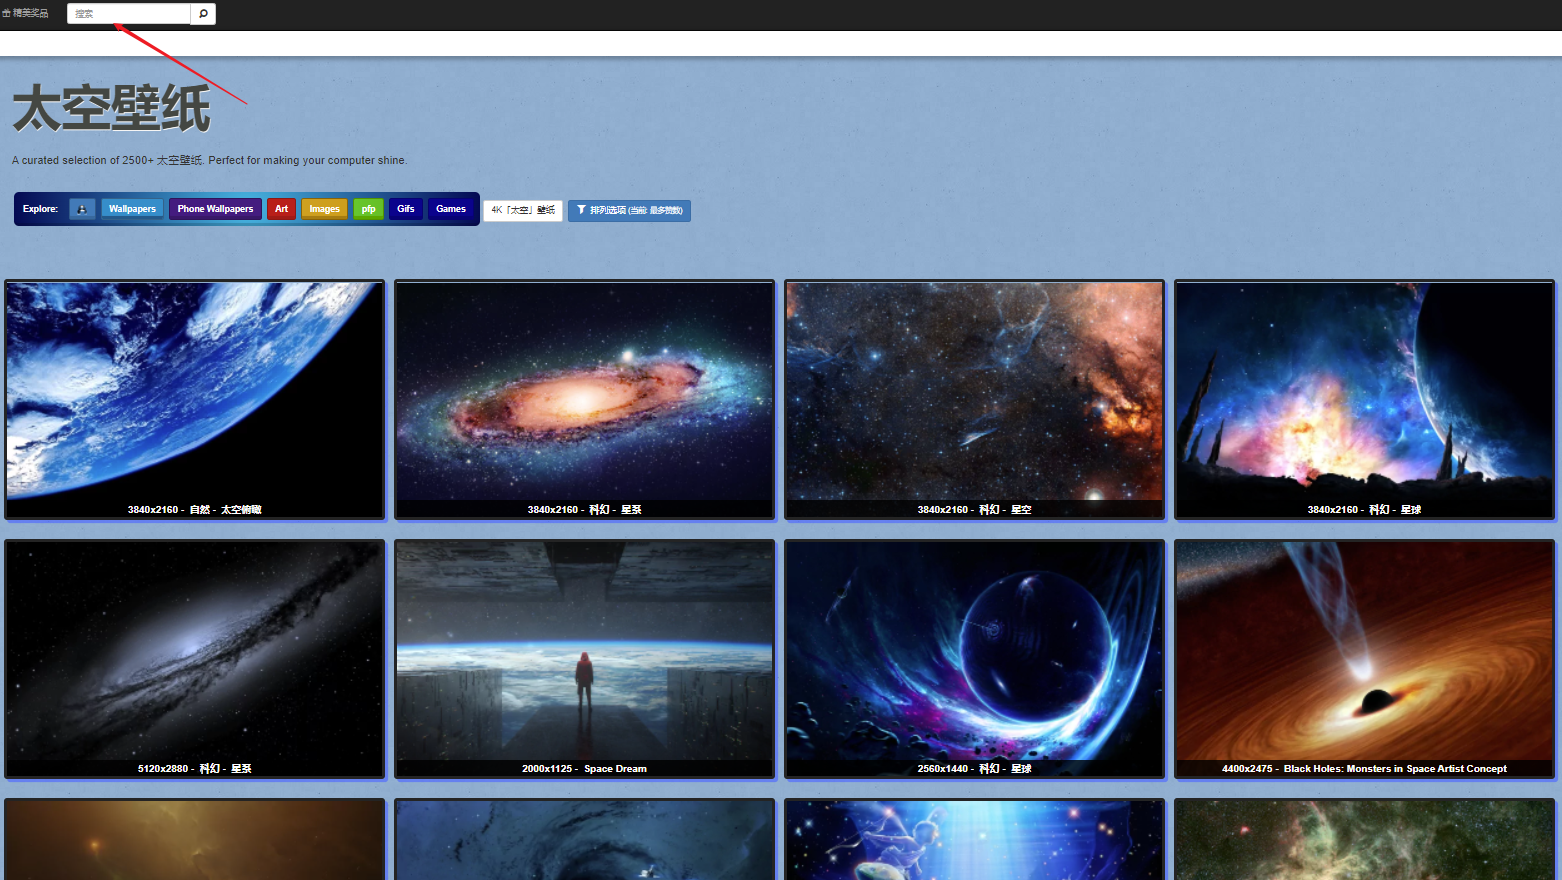 精美奖品
搜索
太空壁纸
A curated selection of 2500+ 太空壁纸. Perfect for making your computer shine.
Explore: Wallpapers Phone Wallpapers Art Images pfp Gifs Games 4K「太空」壁纸 排列选项 (当前: 最多赞数)
3840x2160 - 自然 - 太空俯瞰
3840x2160 - 科幻 - 星系
3840x2160 - 科幻 - 星空
3840x2160 - 科幻 - 星球
5120x2880 - 科幻 - 星系
2000x1125 - Space Dream
2560x1440 - 科幻 - 星球
4400x2475 - Black Holes: Monsters in Space Artist Concept